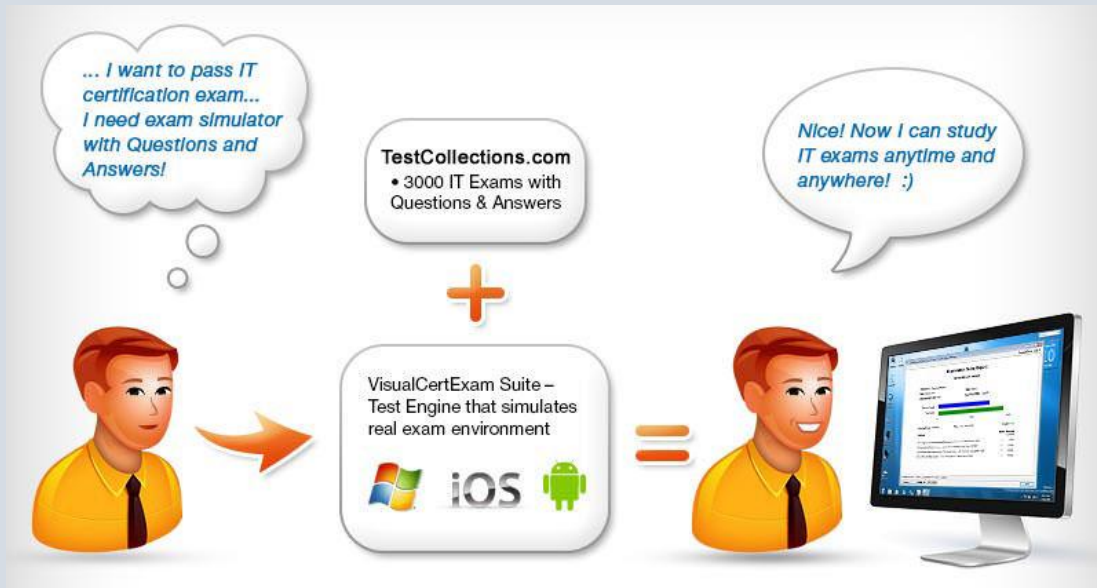 ... I want to pass IT
certification exam...
I need exam simulator
with Questions and
Answers!
TestCollections.com
• 3000 IT Exams with
Questions & Answers
VisualCertExam Suite –
Test Engine that simulates
real exam environment
iOS
Nice! Now I can study
IT exams anytime and
anywhere! :)